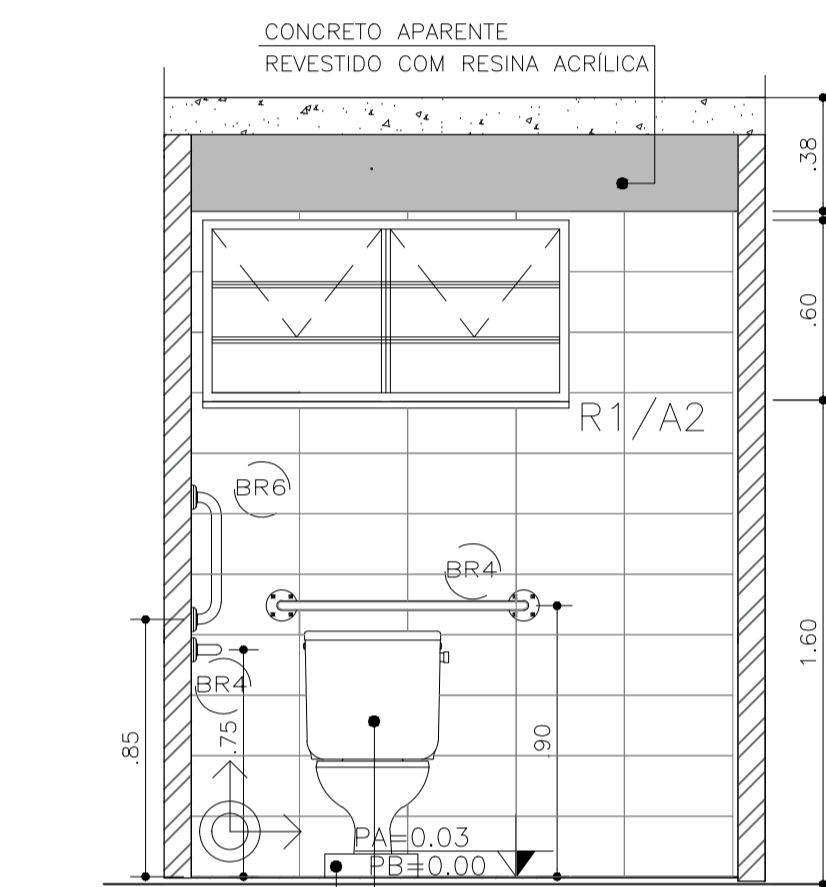 CONCRETO APARENTE
REVESTIDO COM RESINA ACRÍLICA
.38
.60
R1/A2
BR6
BR4
1.60
BR4
.85
.75
.90
PA=0.03
PB=0.00